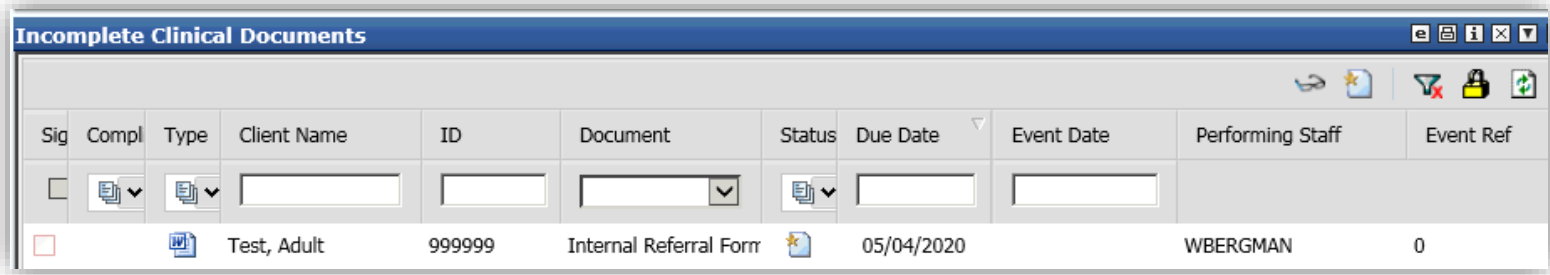 Incomplete Clinical Documents
Sig Compl Type Client Name ID Document Status Due Date Event Date Performing Staff Event Ref
Test, Adult 999999 Internal Referral Form 05/04/2020 WBERGMAN 0